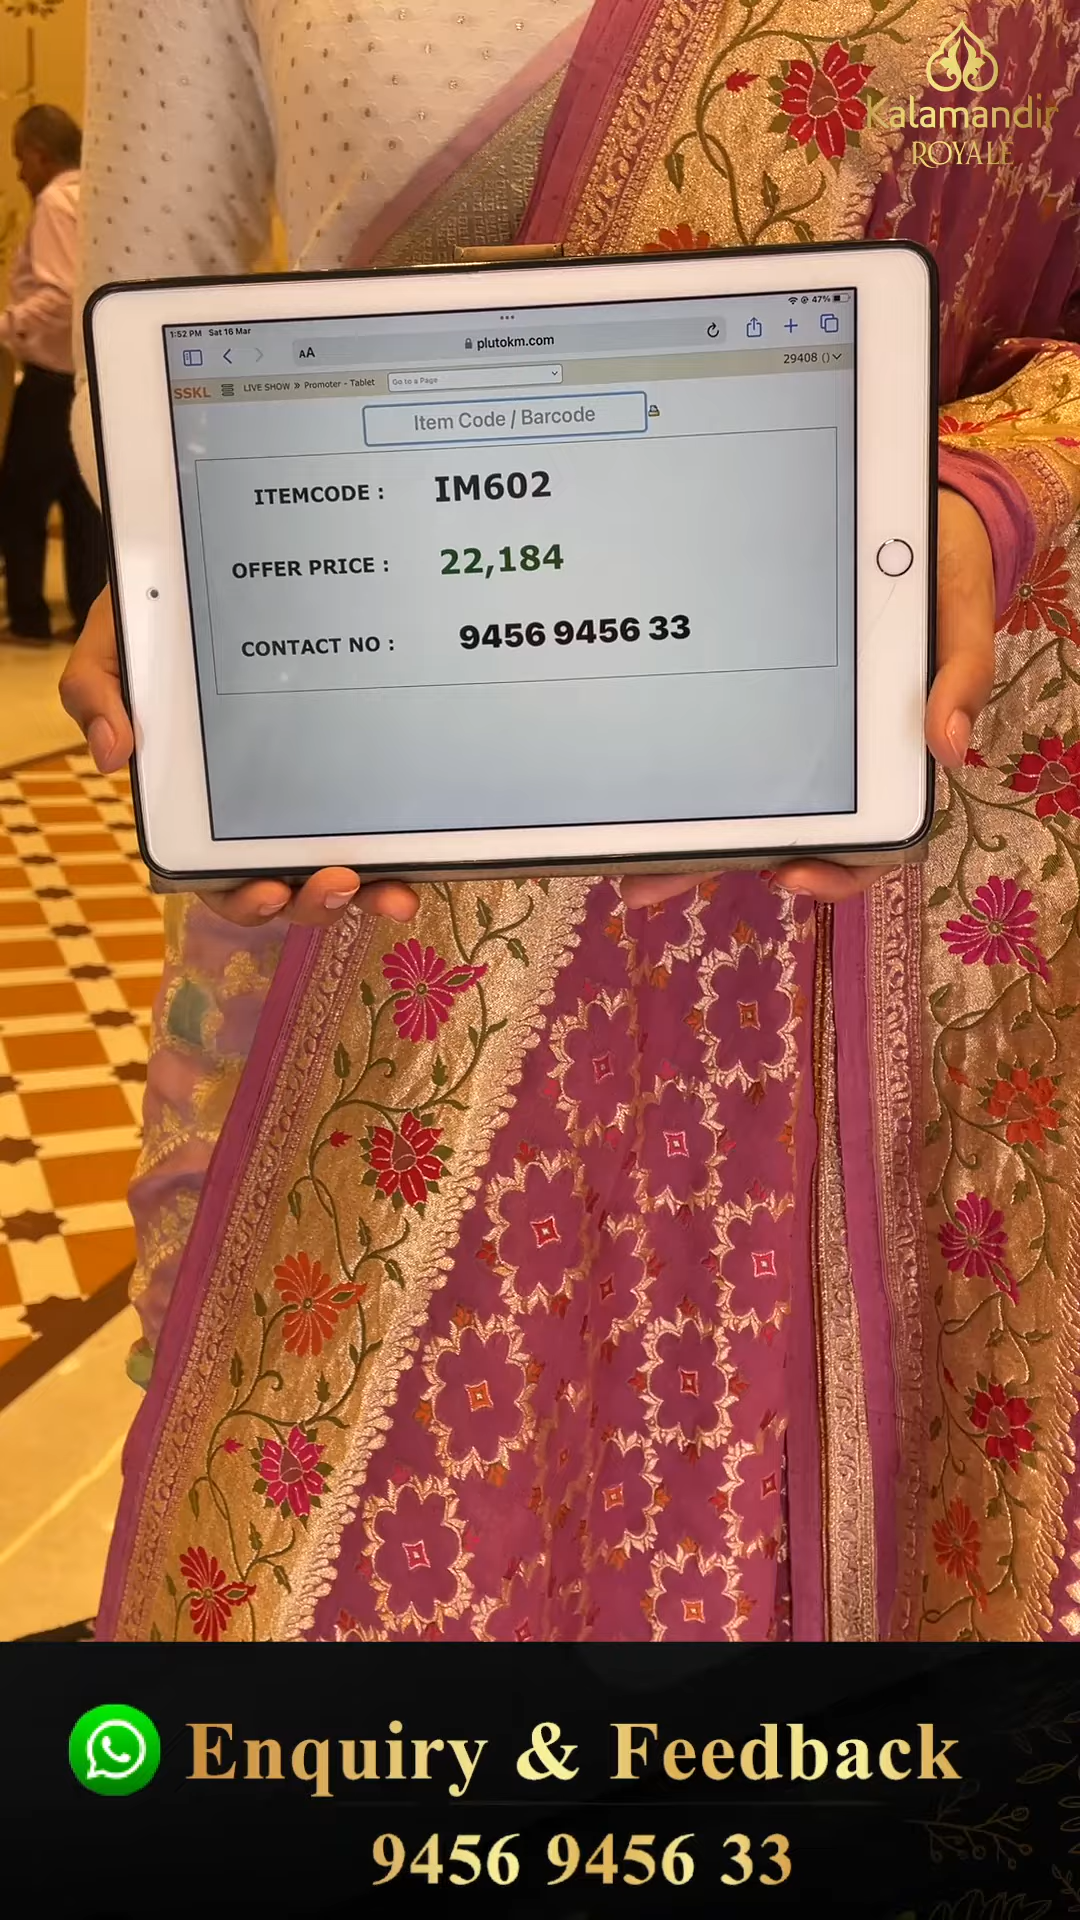 Kalamandir
ROYALE
1:52 PM Sat 16 Mar
47%
AA
plutokm.com
SSKL
LIVE SHOW » Promoter - Tablet
Go to a Page
29408 ()
Item Code / Barcode
ITEMCODE : IM602
OFFER PRICE : 22,184
CONTACT NO : 9456 9456 33
Enquiry & Feedback
9456 9456 33